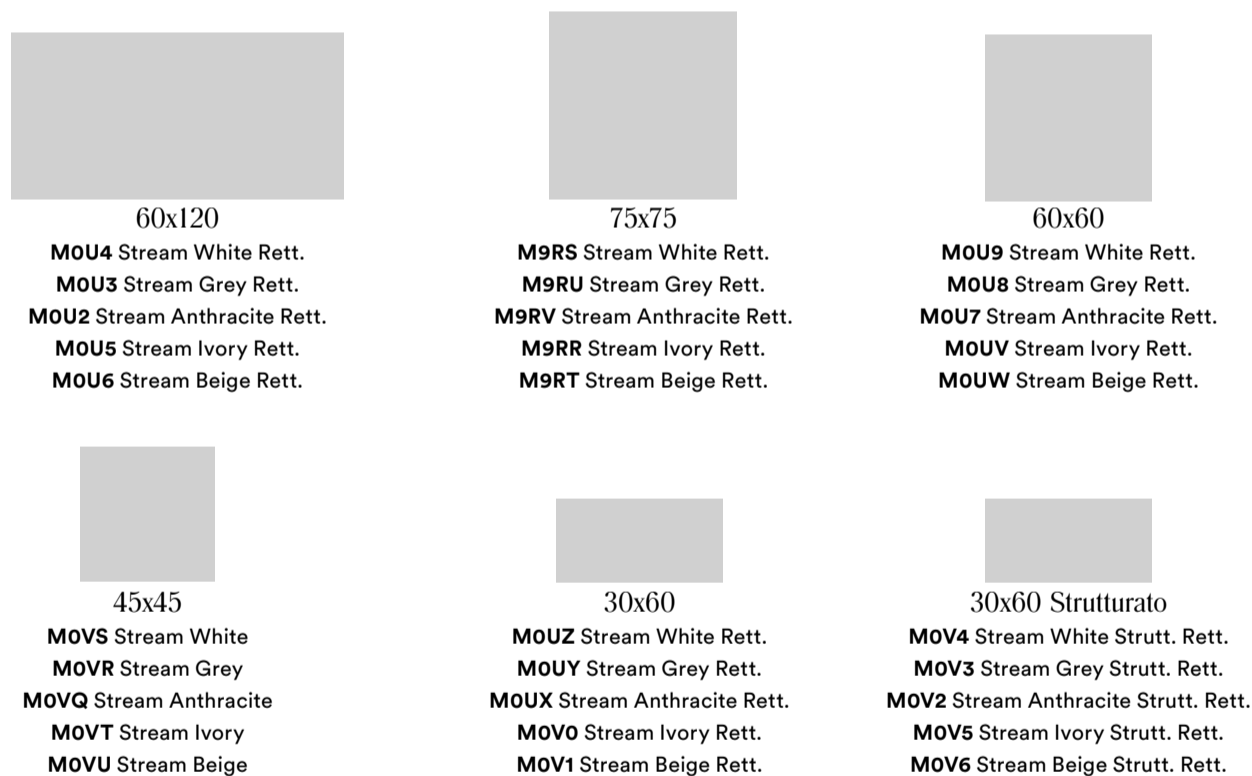 60x120
M0U4 Stream White Rett.
M0U3 Stream Grey Rett.
M0U2 Stream Anthracite Rett.
M0U5 Stream Ivory Rett.
M0U6 Stream Beige Rett.
75x75
M9RS Stream White Rett.
M9RU Stream Grey Rett.
M9RV Stream Anthracite Rett.
M9RR Stream Ivory Rett.
M9RT Stream Beige Rett.
60x60
M0U9 Stream White Rett.
M0U8 Stream Grey Rett.
M0U7 Stream Anthracite Rett.
M0UV Stream Ivory Rett.
M0UW Stream Beige Rett.
45x45
M0VS Stream White
M0VR Stream Grey
M0VQ Stream Anthracite
M0VT Stream Ivory
M0VU Stream Beige
30x60
M0UZ Stream White Rett.
M0UY Stream Grey Rett.
M0UX Stream Anthracite Rett.
M0V0 Stream Ivory Rett.
M0V1 Stream Beige Rett.
30x60 Strutturato
M0V4 Stream White Strutt. Rett.
M0V3 Stream Grey Strutt. Rett.
M0V2 Stream Anthracite Strutt. Rett.
M0V5 Stream Ivory Strutt. Rett.
M0V6 Stream Beige Strutt. Rett.